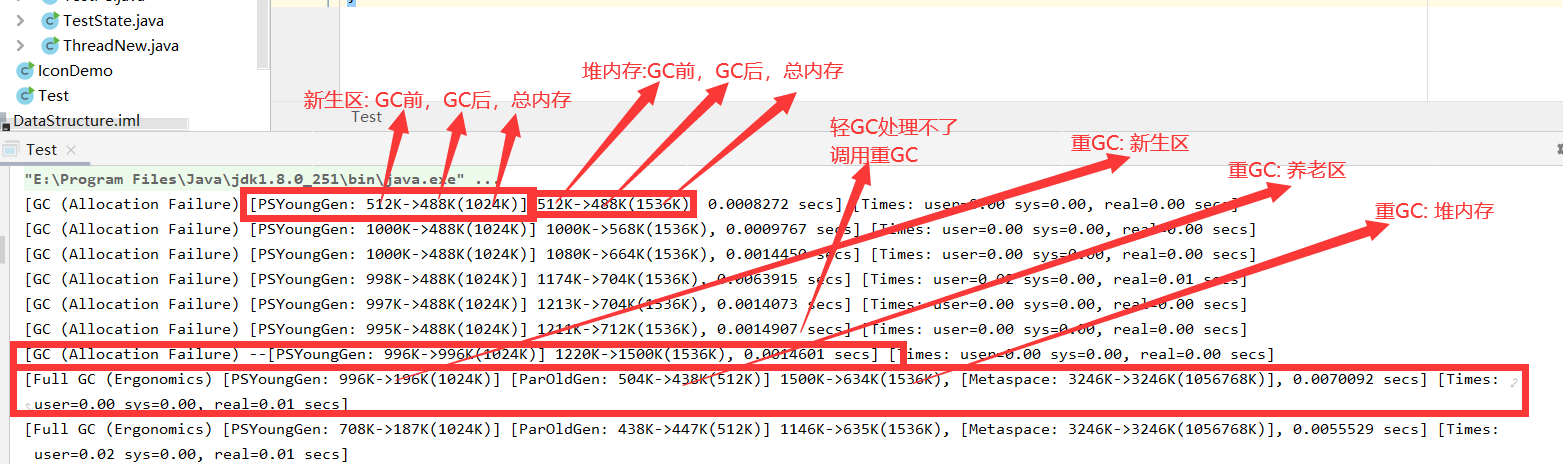 TestState.java
ThreadNew.java
IconDemo
Test
DataStructure.iml
Test
新生区: GC前，GC后，总内存
堆内存:GC前，GC后，总内存
轻GC处理不了
调用重GC
重GC: 新生区
重GC: 养老区
重GC: 堆内存
Test
"E:\Program Files\Java\jdk1.8.0_251\bin\java.exe" ...
[GC (Allocation Failure) [PSYoungGen: 512K->488K(1024K)] 512K->488K(1536K), 0.0008272 secs] [Times: user=0.00 sys=0.00, real=0.00 secs]
[GC (Allocation Failure) [PSYoungGen: 1000K->488K(1024K)] 1000K->568K(1536K), 0.0009767 secs] [Times: user=0.00 sys=0.00, real=0.00 secs]
[GC (Allocation Failure) [PSYoungGen: 1000K->488K(1024K)] 1080K->664K(1536K), 0.0014450 secs] [Times: user=0.00 sys=0.00, real=0.00 secs]
[GC (Allocation Failure) [PSYoungGen: 998K->488K(1024K)] 1174K->704K(1536K), 0.0063915 secs] [Times: user=0.02 sys=0.00, real=0.01 secs]
[GC (Allocation Failure) [PSYoungGen: 997K->488K(1024K)] 1213K->704K(1536K), 0.0014073 secs] [Times: user=0.00 sys=0.00, real=0.00 secs]
[GC (Allocation Failure) [PSYoungGen: 995K->488K(1024K)] 1211K->712K(1536K), 0.0014907 secs] [Times: user=0.00 sys=0.00, real=0.00 secs]
[GC (Allocation Failure) --[PSYoungGen: 996K->996K(1024K)] 1220K->1500K(1536K), 0.0014601 secs] [Times: user=0.00 sys=0.00, real=0.00 secs]
[Full GC (Ergonomics) [PSYoungGen: 996K->196K(1024K)] [ParOldGen: 504K->438K(512K)] 1500K->634K(1536K), [Metaspace: 3246K->3246K(1056768K)], 0.0070092 secs] [Times:
user=0.00 sys=0.00, real=0.01 secs]
[Full GC (Ergonomics) [PSYoungGen: 708K->187K(1024K)] [ParOldGen: 438K->447K(512K)] 1146K->635K(1536K), [Metaspace: 3246K->3246K(1056768K)], 0.0055529 secs] [Times:
user=0.02 sys=0.00, real=0.01 secs]